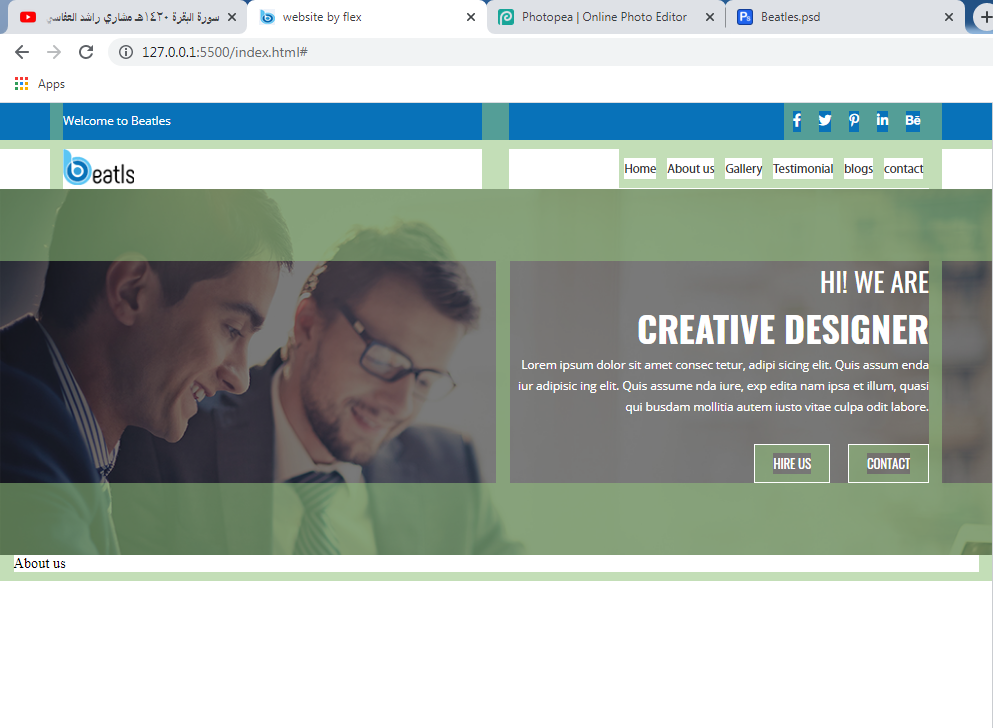 سورة البقرة ١٤٢٠هـ مشاري راشد العفاسي
website by flex
Photopea | Online Photo Editor
Beatles.psd
127.0.0.1:5500/index.html#
Apps
Welcome to Beatles
Bē
beatls
Home About us Gallery Testimonial blogs contact
HI! WE ARE
CREATIVE DESIGNER
Lorem ipsum dolor sit amet consec tetur, adipi sicing elit. Quis assum enda
iur adipisic ing elit. Quis assume nda iure, exp edita nam ipsa et illum, quasi
qui busdam mollitia autem iusto vitae culpa odit labore.
HIRE US CONTACT
About us